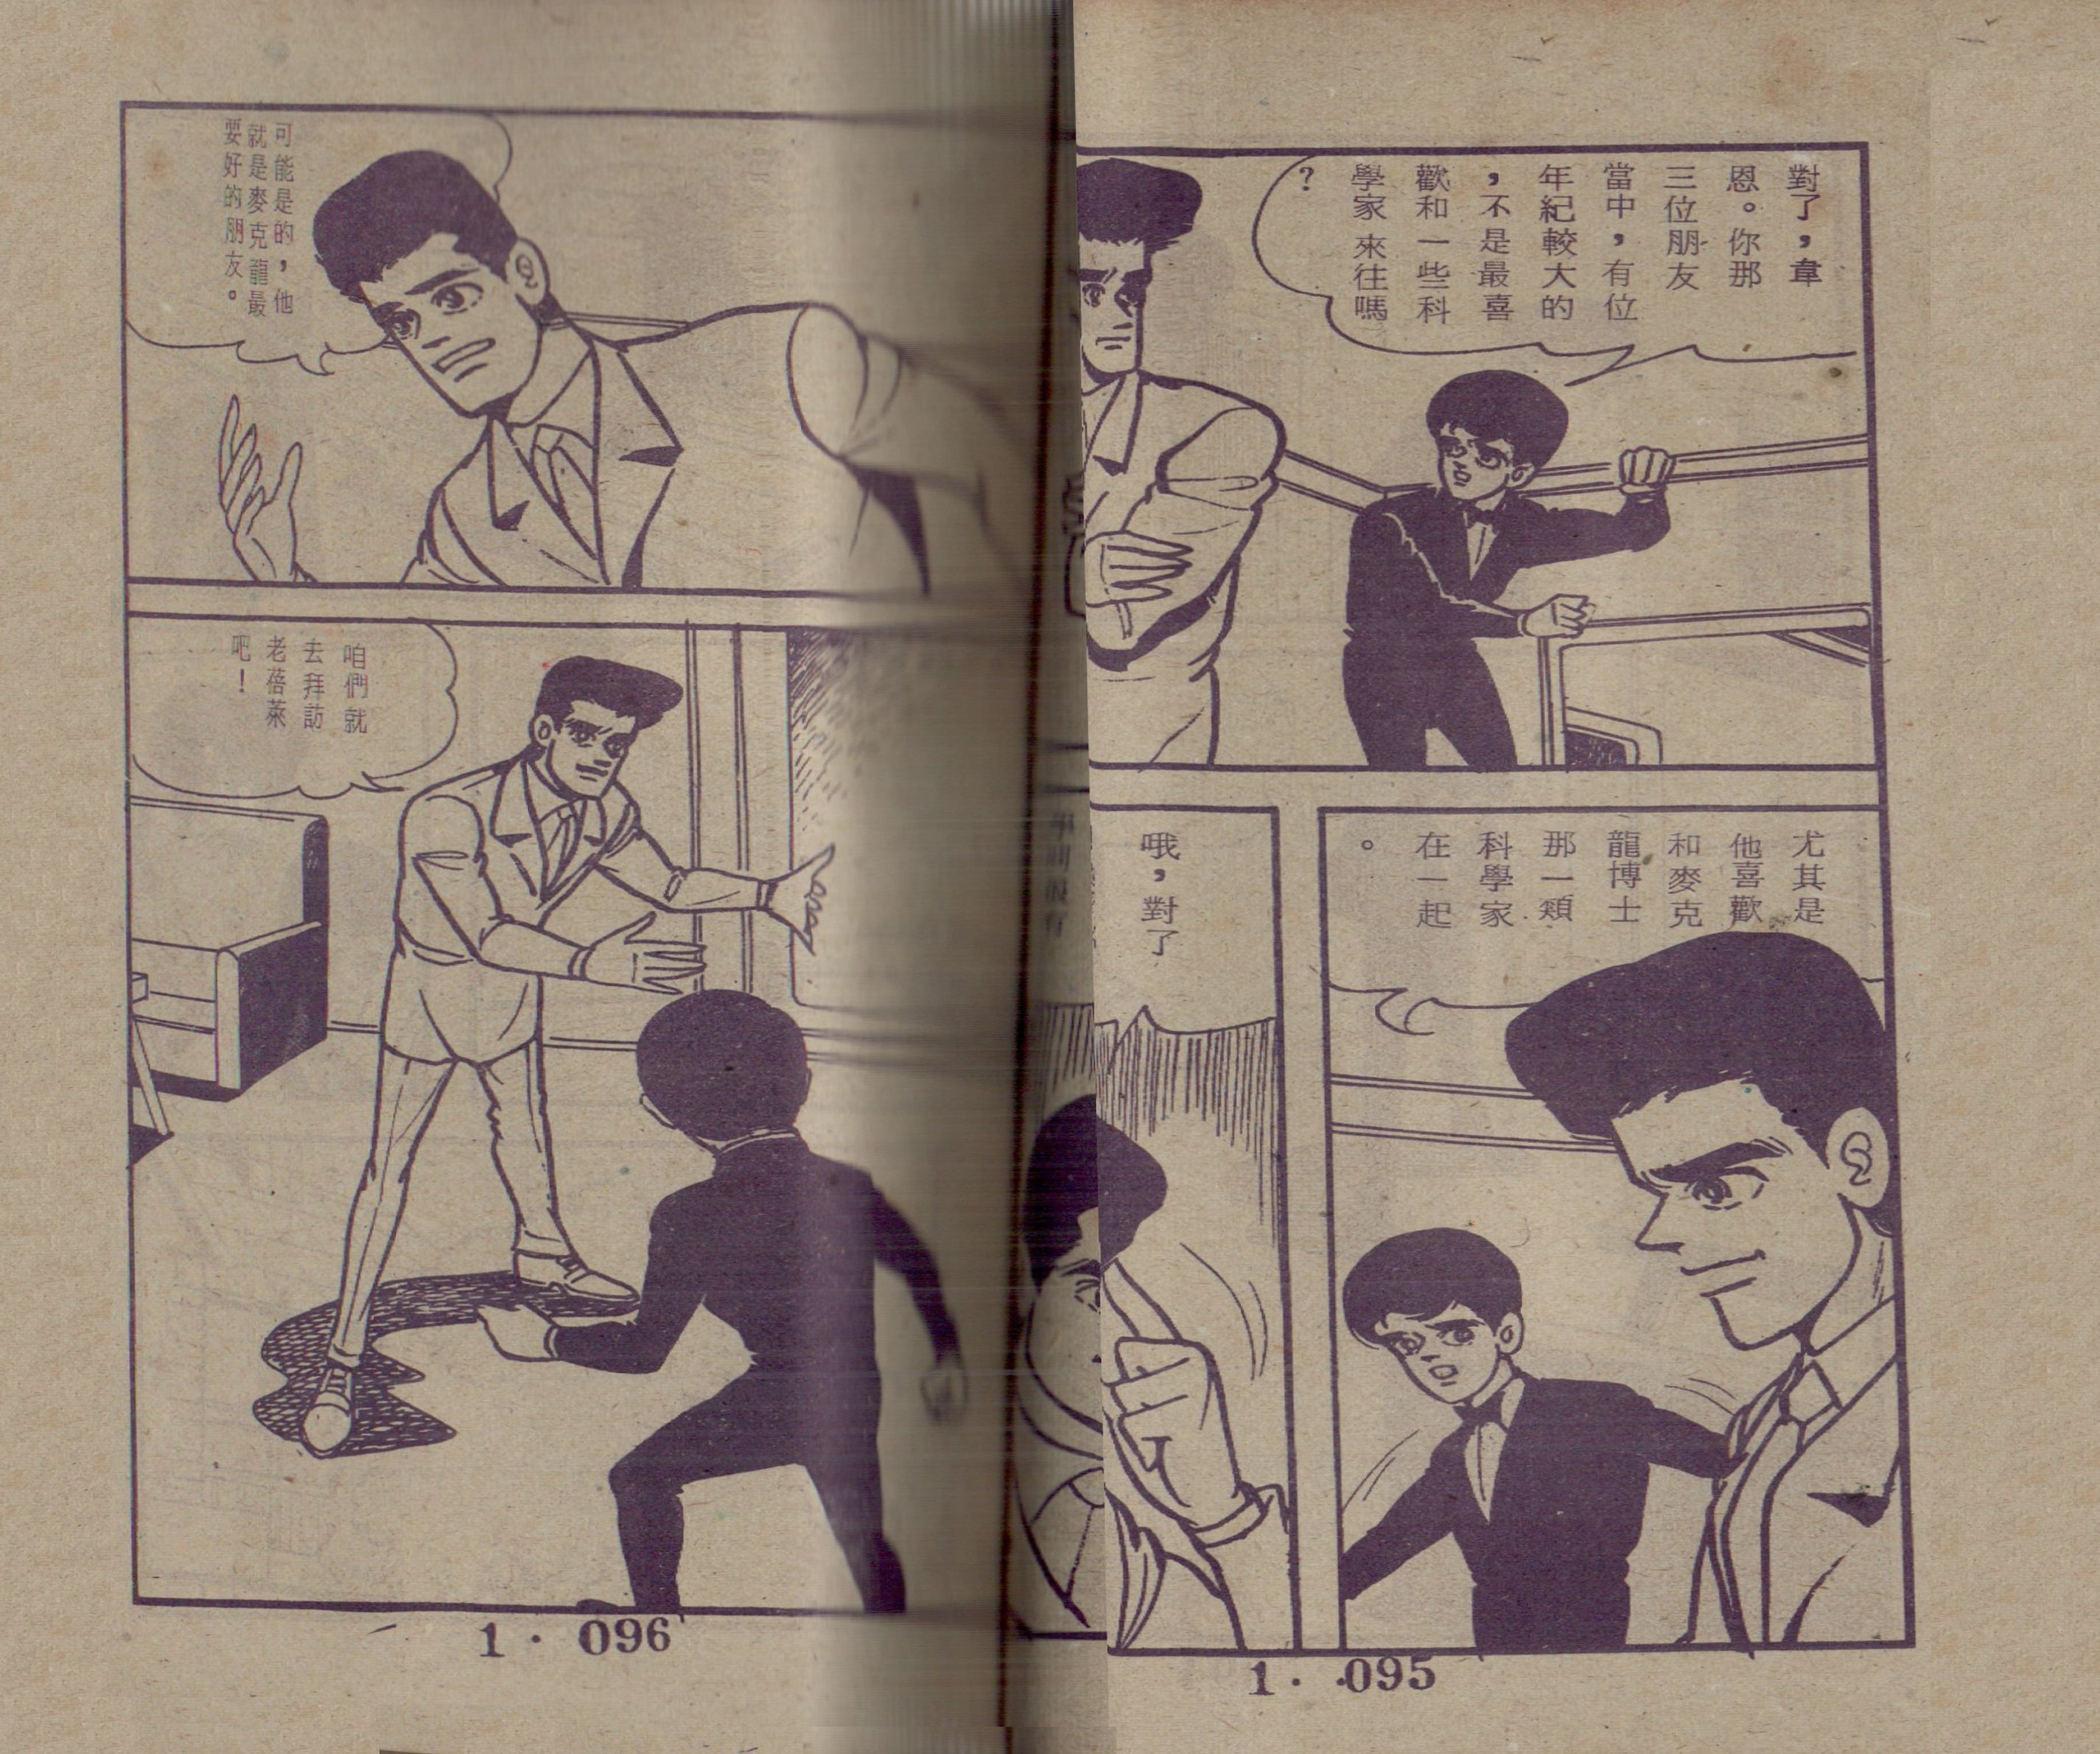 對了，韋
恩。你那
三位朋友
當中，有位
年紀較大的
，不是最喜
歡和一些科
學家來往嗎
？
尤其是
他喜歡
和麥克
龍博士
那一類
科學家
在一起
。
哦，對了
1··095
可能是的，他
就是麥克龍最
要好的朋友。
咱們就
去拜訪
老蓓萊
吧！
1·096